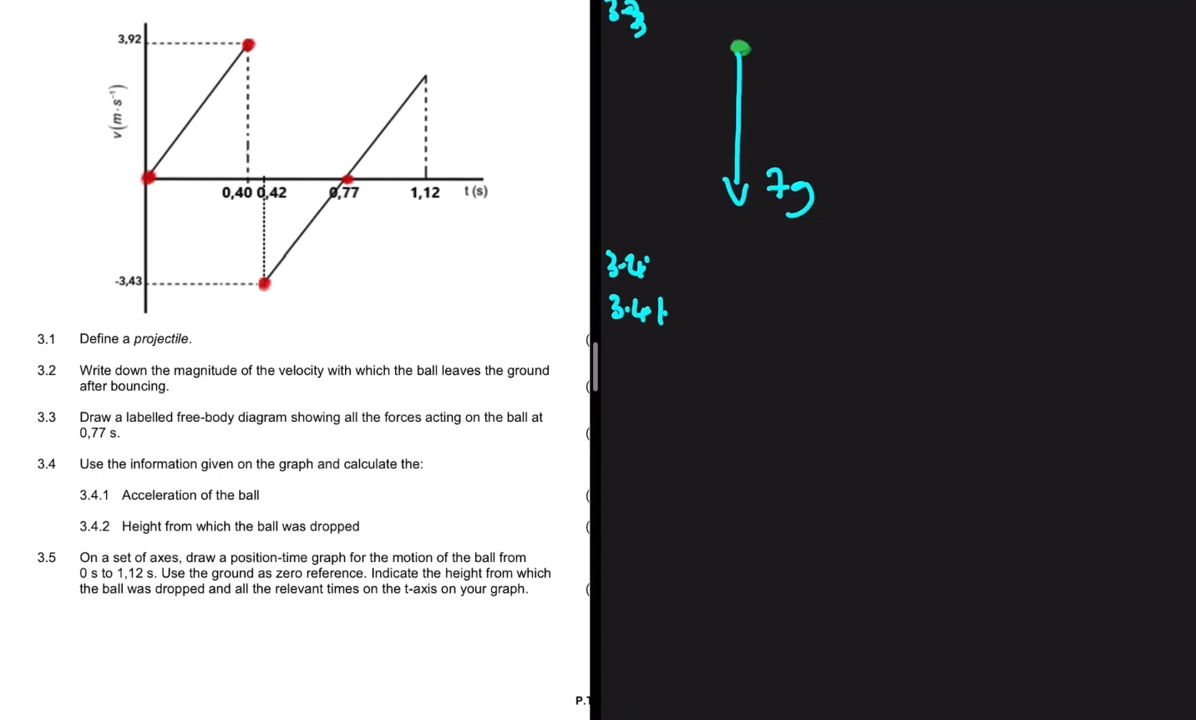 3,92
v(m·s⁻¹)
0,40 0,42 0,77 1,12 t (s)
-3,43
3.1 Define a projectile.
3.2 Write down the magnitude of the velocity with which the ball leaves the ground
after bouncing.
3.3 Draw a labelled free-body diagram showing all the forces acting on the ball at
0,77 s.
3.4 Use the information given on the graph and calculate the:
3.4.1 Acceleration of the ball
3.4.2 Height from which the ball was dropped
3.5 On a set of axes, draw a position-time graph for the motion of the ball from
0 s to 1,12 s. Use the ground as zero reference. Indicate the height from which
the ball was dropped and all the relevant times on the t-axis on your graph.
P.T
3.4
3.4.1